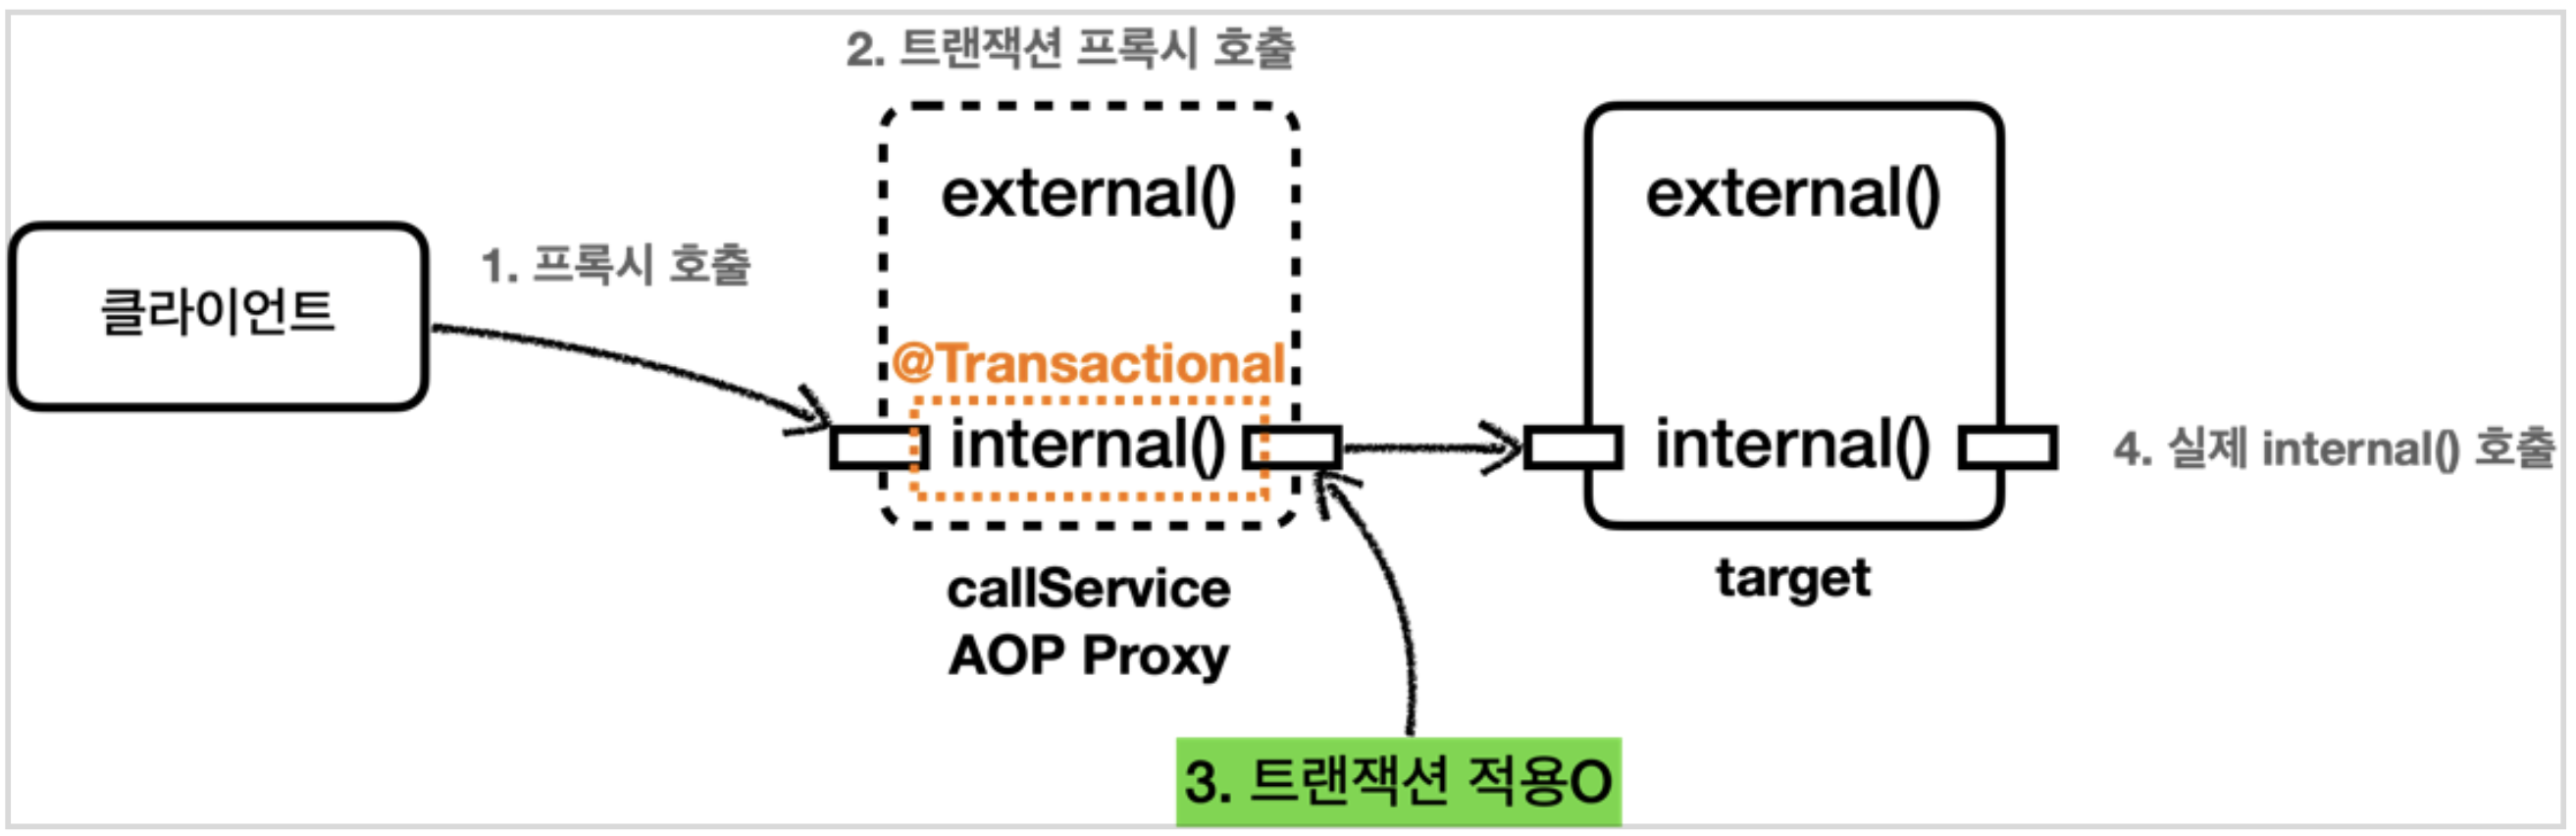 2. 트랜잭션 프록시 호출
external()
external()
1. 프록시 호출
클라이언트
@Transactional
internal()
internal()
4. 실제 internal() 호출
callService
AOP Proxy
target
3. 트랜잭션 적용O